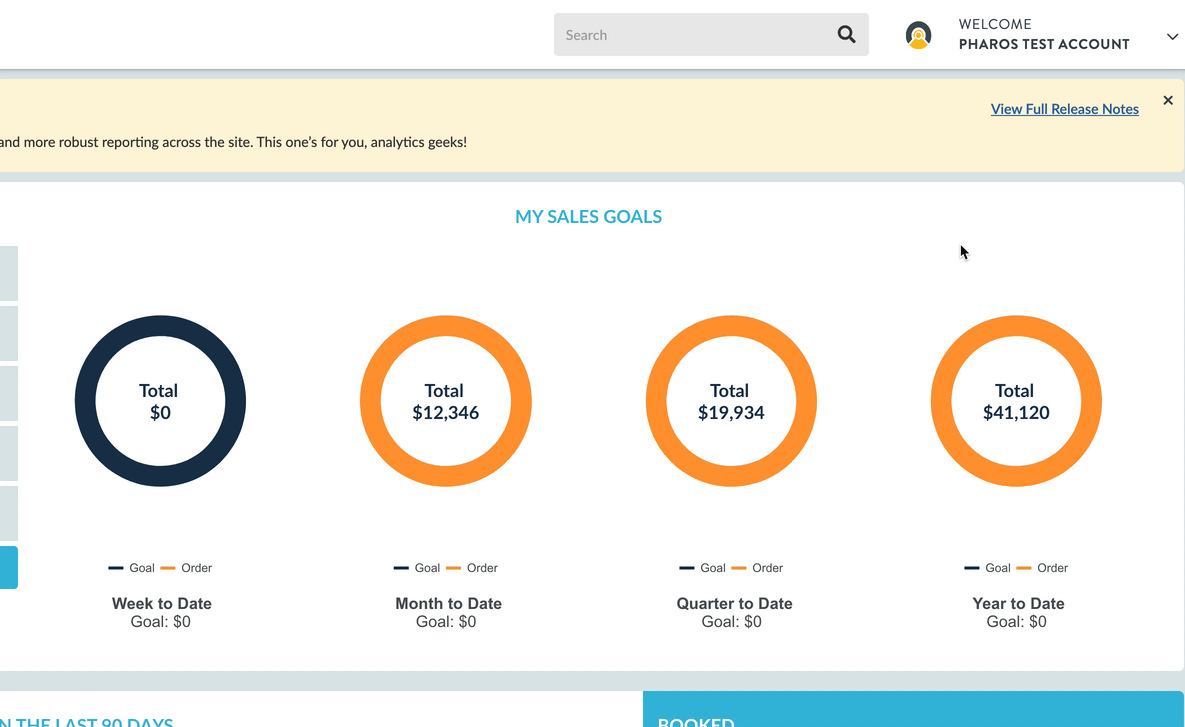 Search
WELCOME
PHAROS TEST ACCOUNT
View Full Release Notes
and more robust reporting across the site. This one's for you, analytics geeks!
MY SALES GOALS
Total
$0
Total
$12,346
Total
$19,934
Total
$41,120
Goal Order
Goal Order
Goal Order
Goal Order
Week to Date
Goal: $0
Month to Date
Goal: $0
Quarter to Date
Goal: $0
Year to Date
Goal: $0
N THE LAST 90 DAYS
BOOKED